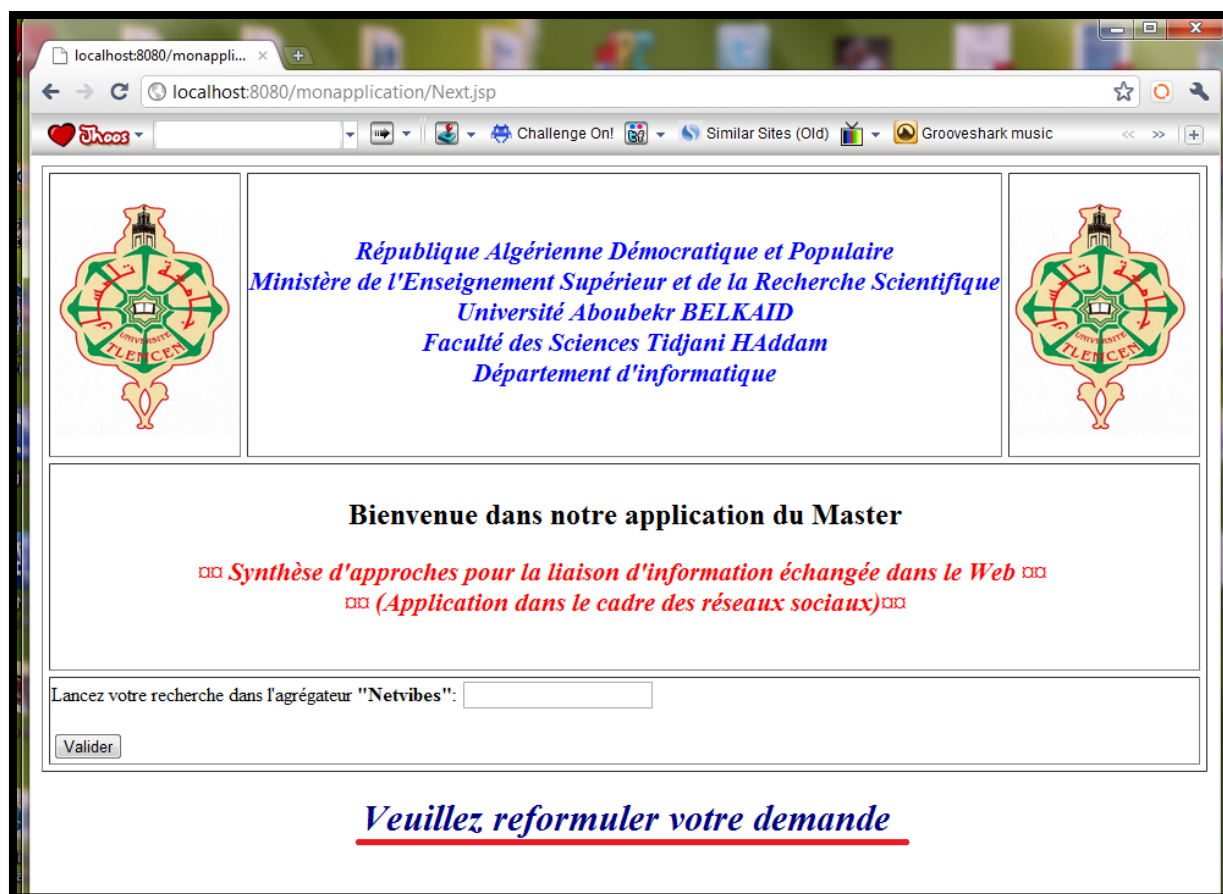 localhost:8080/monappli...
localhost:8080/monapplication/Next.jsp
Thoos
Challenge On!
Similar Sites (Old)
Grooveshark music
République Algérienne Démocratique et Populaire
Ministère de l'Enseignement Supérieur et de la Recherche Scientifique
Université Aboubekr BELKAID
Faculté des Sciences Tidjani HAddam
Département d'informatique
UNIVERSITE
TLEMCEN
UNIVERSITE
TLEMCEN
Bienvenue dans notre application du Master
¤¤ Synthèse d'approches pour la liaison d'information échangée dans le Web ¤¤
¤¤ (Application dans le cadre des réseaux sociaux)¤¤
Lancez votre recherche dans l'agrégateur "Netvibes":
Valider
Veuillez reformuler votre demande